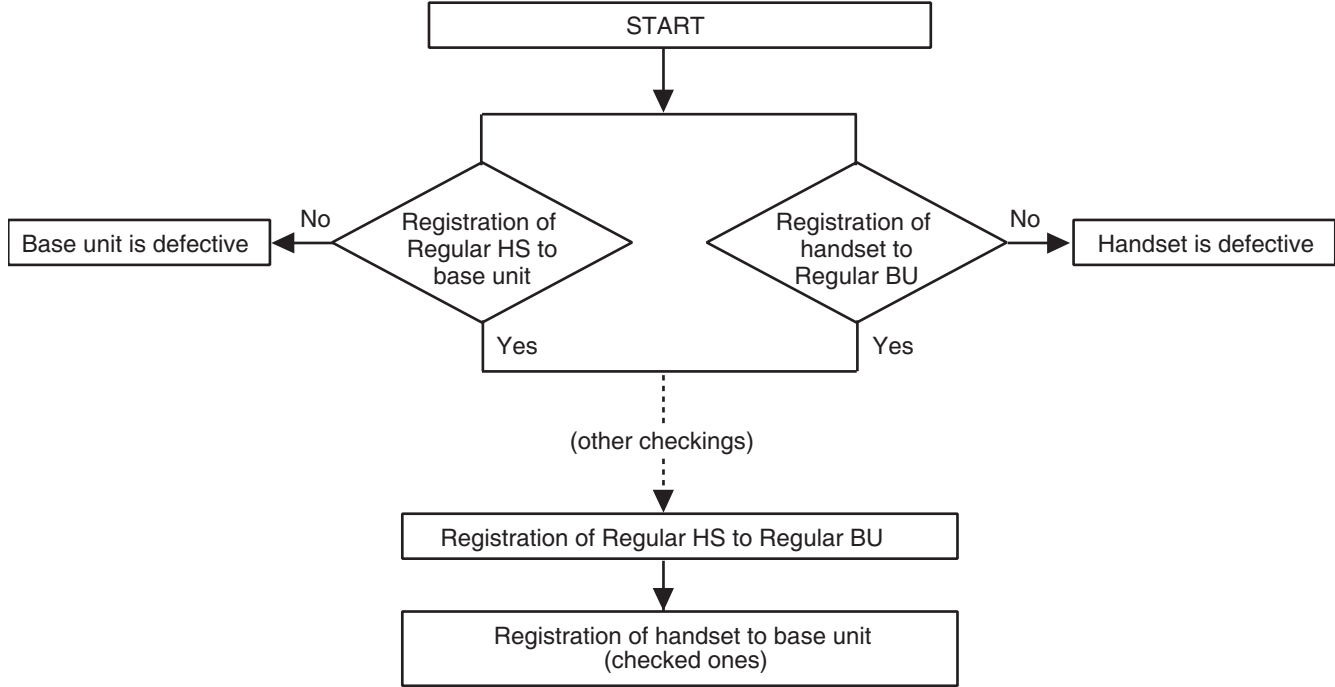 START
No
Registration of
Regular HS to
base unit
Base unit is defective
Registration of
handset to
Regular BU
No
Handset is defective
Yes
Yes
(other checkings)
Registration of Regular HS to Regular BU
Registration of handset to base unit
(checked ones)